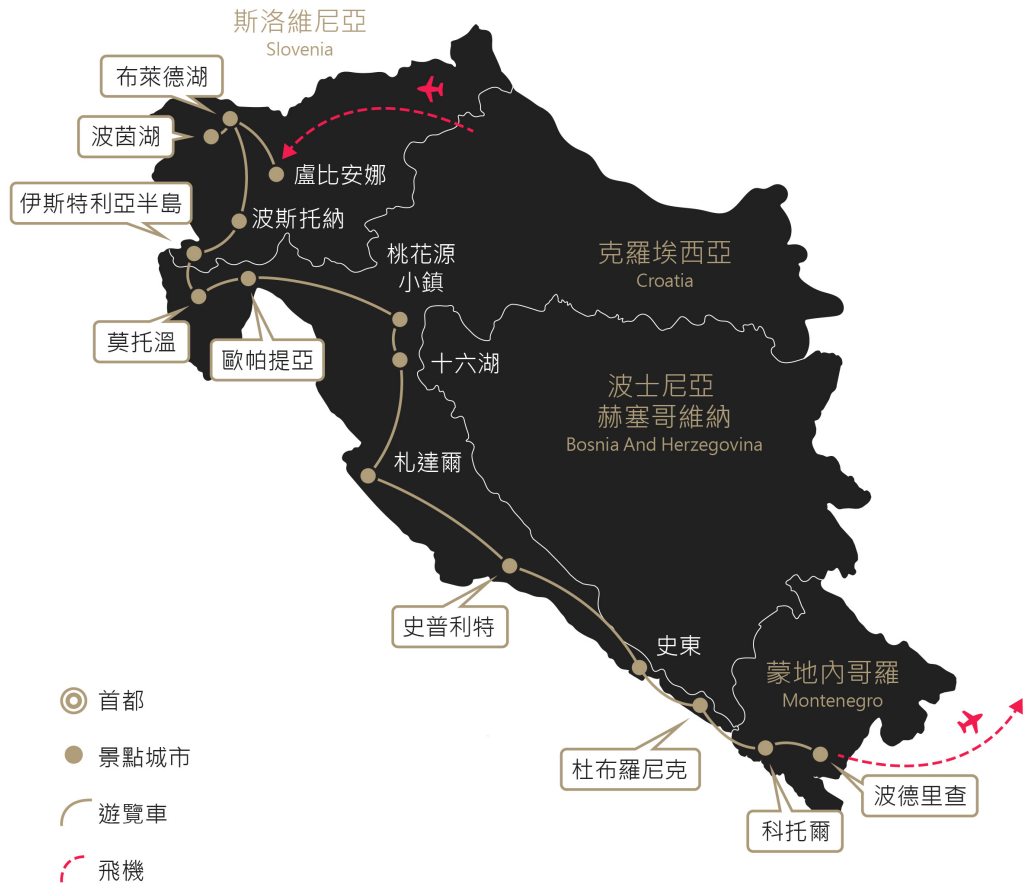 斯洛維尼亞
Slovenia
布萊德湖
波茵湖
盧比安娜
伊斯特利亞半島
波斯托納
桃花源
小鎮
克羅埃西亞
Croatia
莫托溫
歐帕提亞
十六湖
波士尼亞
赫塞哥維納
Bosnia And Herzegovina
札達爾
史普利特
史東
蒙地內哥羅
Montenegro
首都
景點城市
杜布羅尼克
波德里查
遊覽車
科托爾
飛機